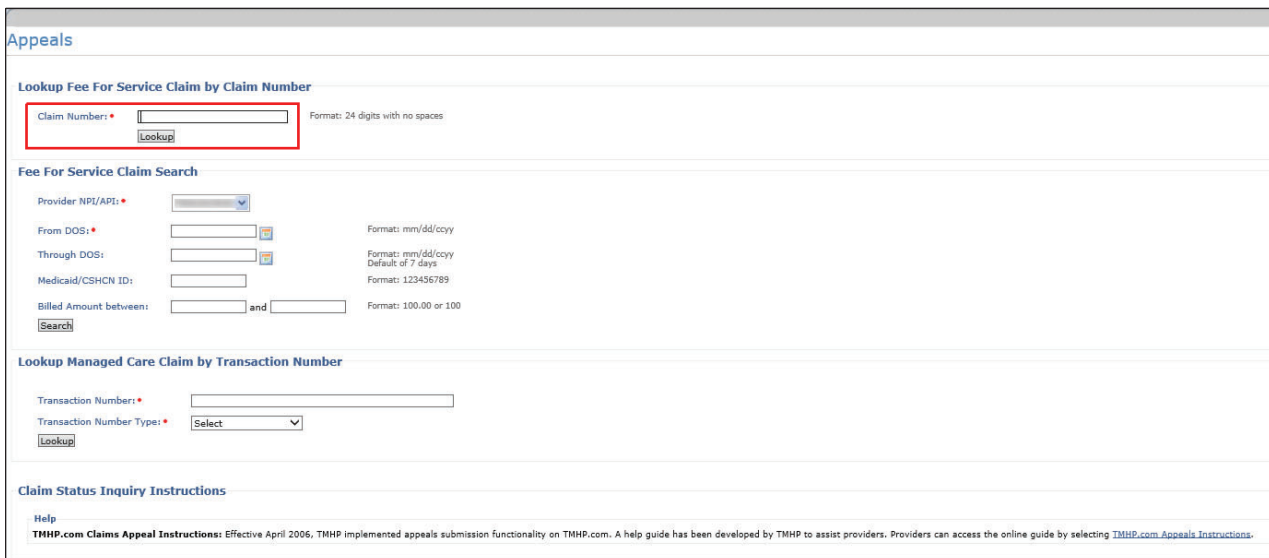 Appeals
Lookup Fee For Service Claim by Claim Number
Claim Number:• Format: 24 digits with no spaces
Lookup
Fee For Service Claim Search
Provider NPI/API:•
From DOS:• Format: mm/dd/ccyy
Through DOS: Format: mm/dd/ccyy
Default of 7 days
Medicaid/CSHCN ID: Format: 123456789
Billed Amount between: and Format: 100.00 or 100
Search
Lookup Managed Care Claim by Transaction Number
Transaction Number:•
Transaction Number Type:• Select
Lookup
Claim Status Inquiry Instructions
Help
TMHP.com Claims Appeal Instructions: Effective April 2006, TMHP implemented appeals submission functionality on TMHP.com. A help guide has been developed by TMHP to assist providers. Providers can access the online guide by selecting TMHP.com Appeals Instructions.